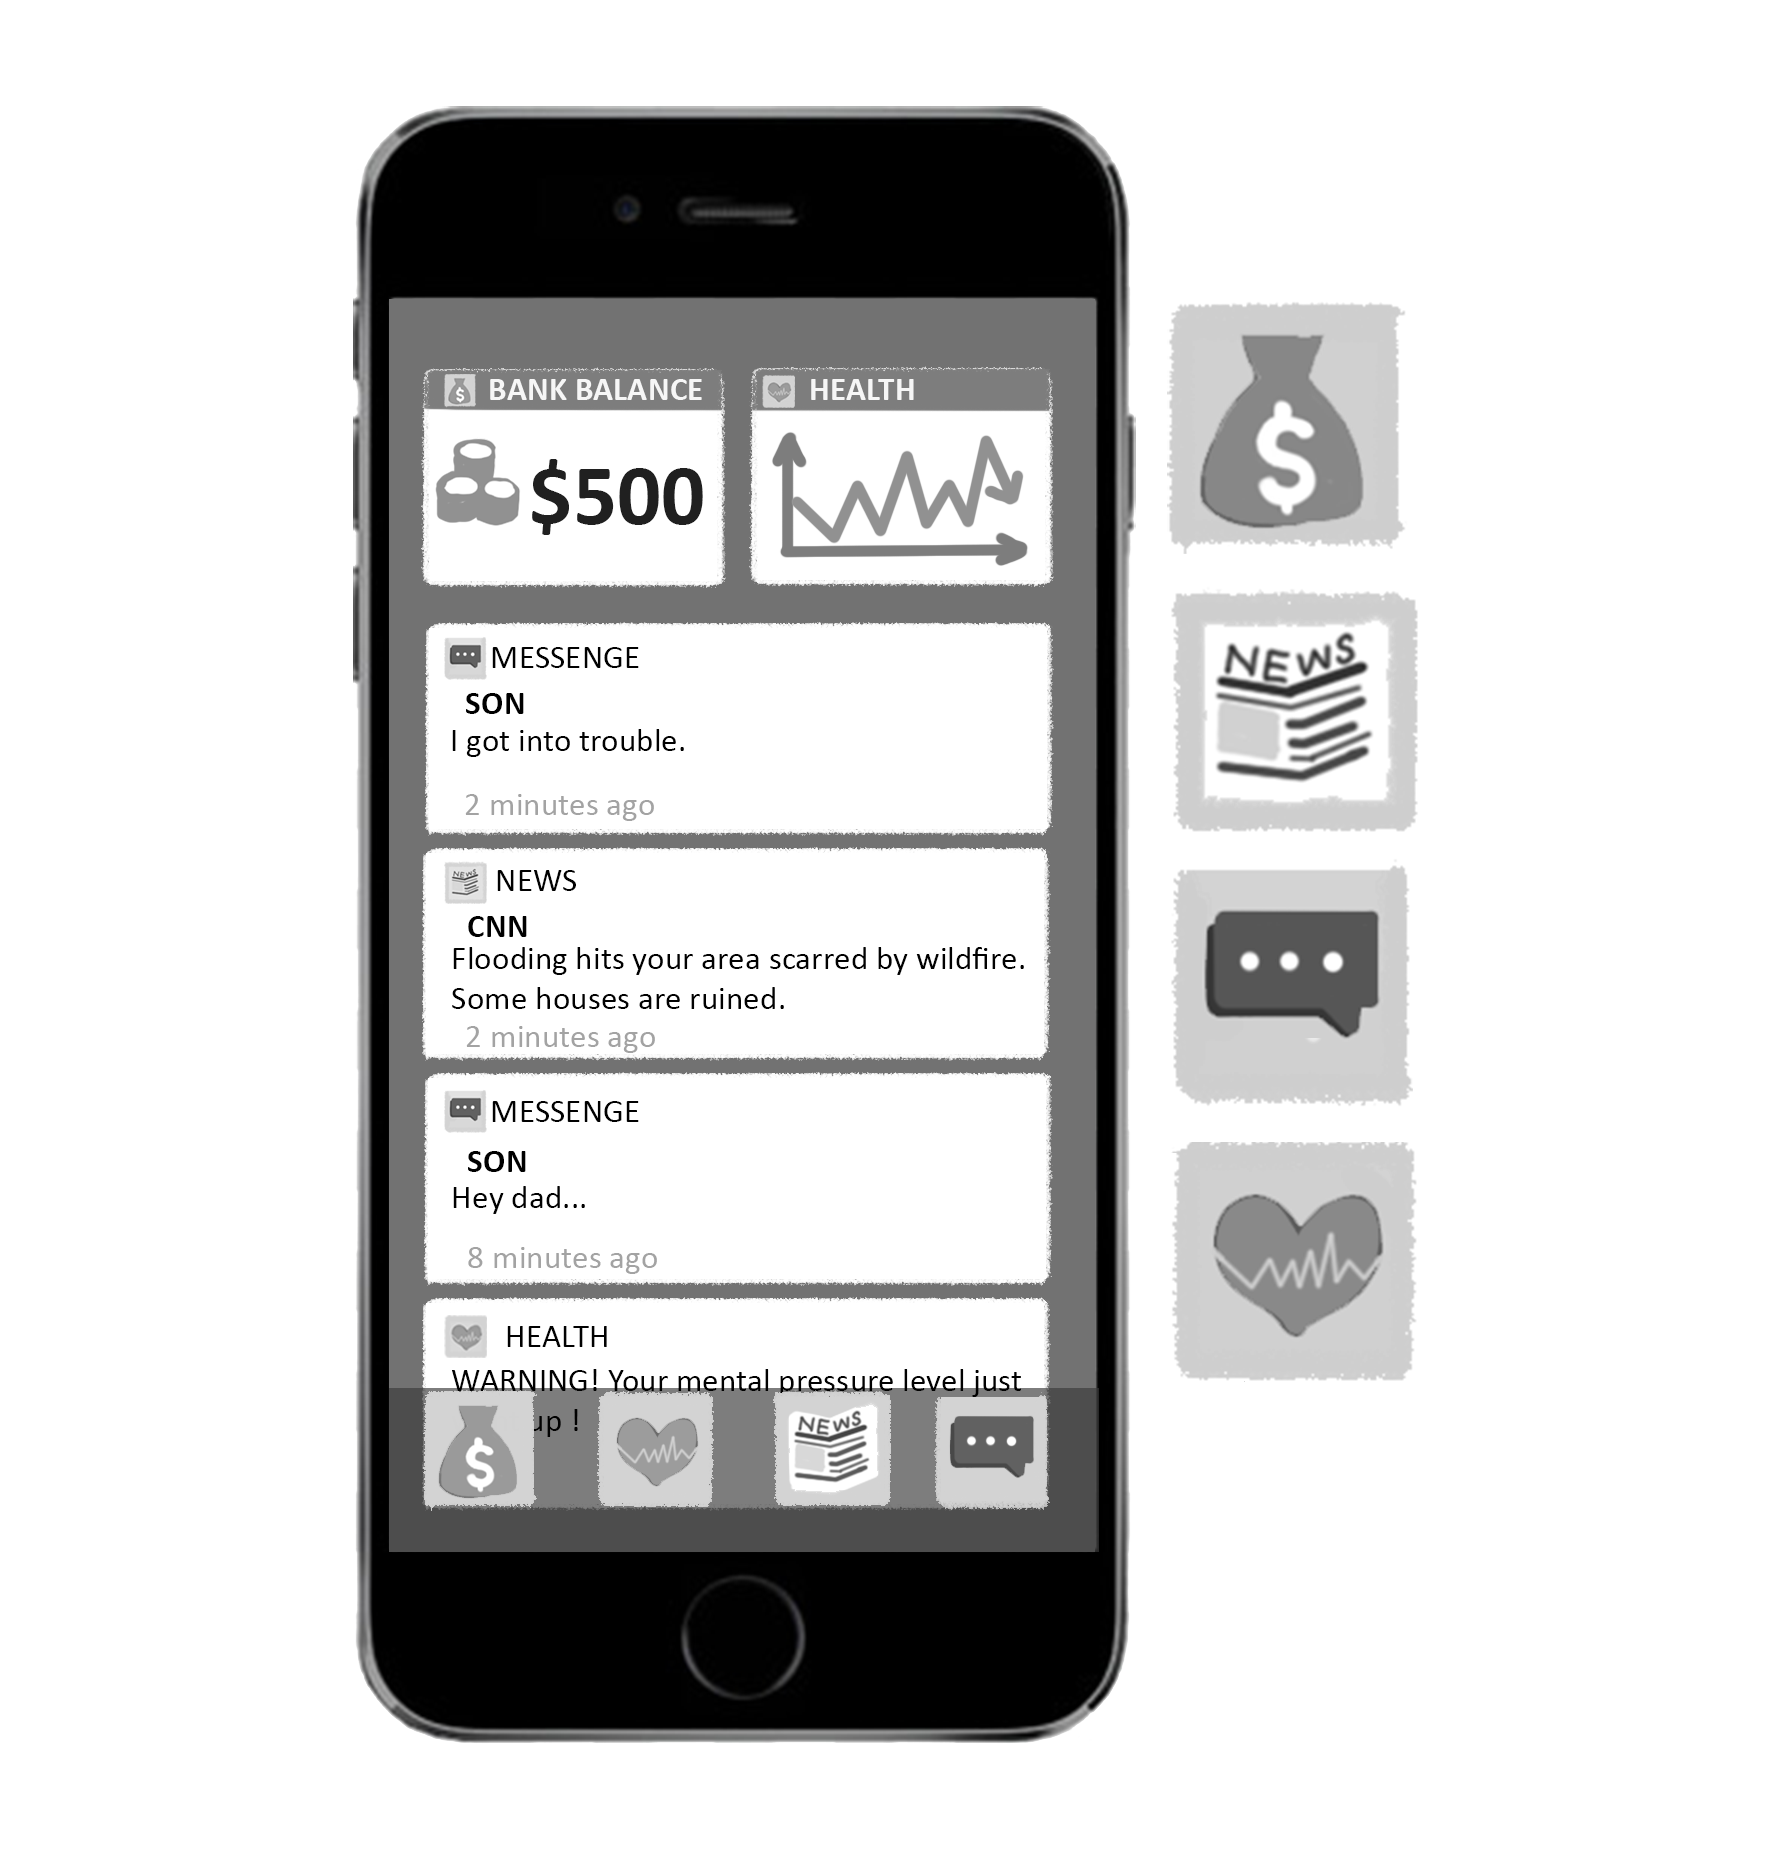 BANK BALANCE
$500
HEALTH
MESSENGE
SON
I got into trouble.
2 minutes ago
NEWS
NEWS
CNN
Flooding hits your area scarred by wildfire.
Some houses are ruined.
2 minutes ago
MESSENGE
SON
Hey dad...
8 minutes ago
HEALTH
WARNING! Your mental pressure level just
up !
$
NEWS
$
NEWS